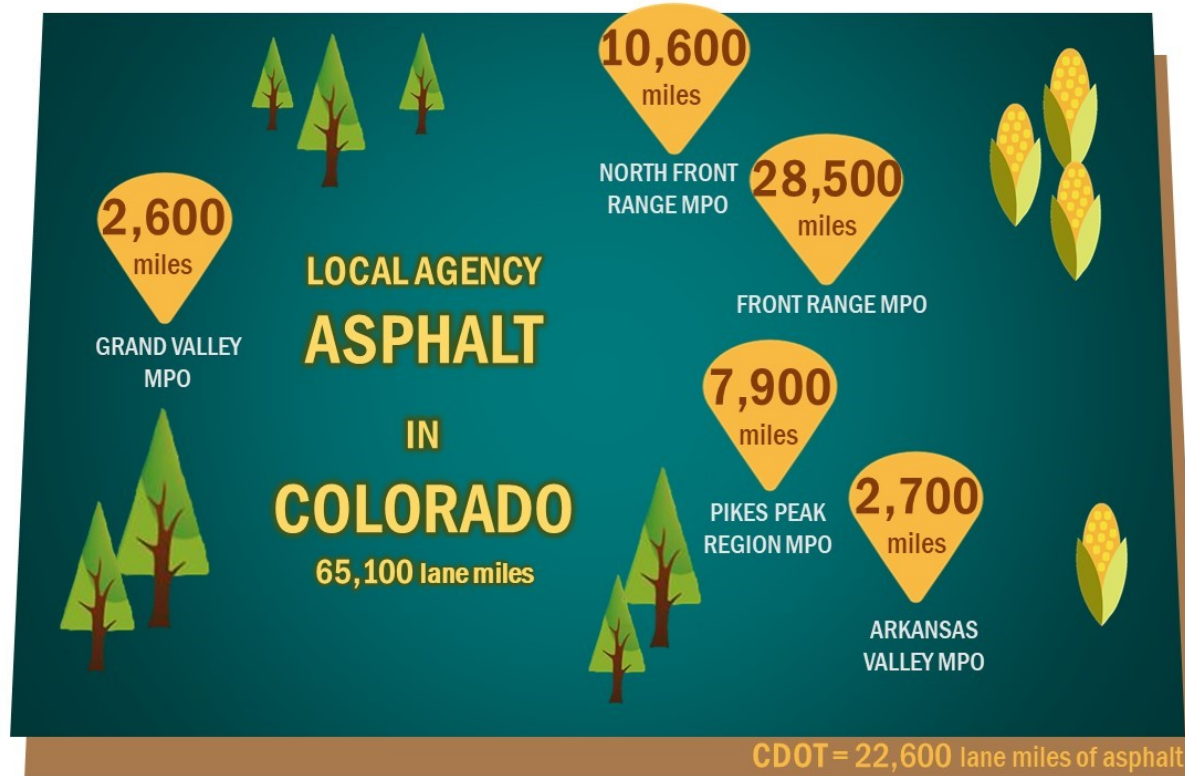 10,600
miles
NORTH FRONT
RANGE MPO
28,500
miles
FRONT RANGE MPO
2,600
miles
GRAND VALLEY
MPO
LOCAL AGENCY
ASPHALT
IN
COLORADO
65,100 lane miles
7,900
miles
PIKES PEAK
REGION MPO
2,700
miles
ARKANSAS
VALLEY MPO
CDOT = 22,600 lane miles of asphalt